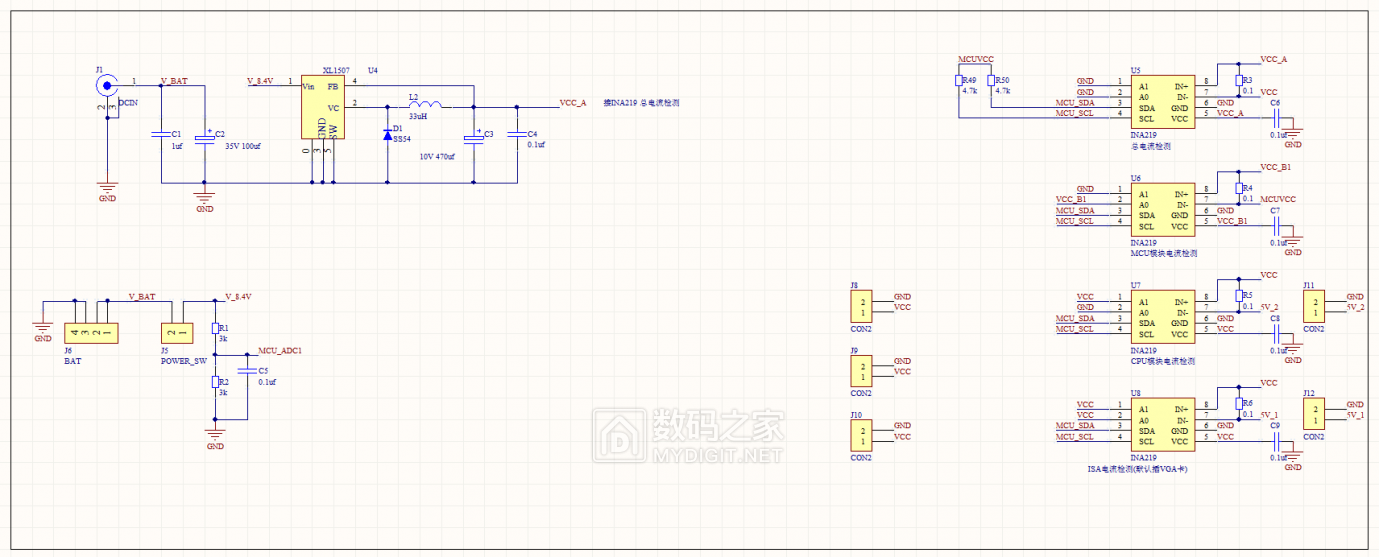 J1
1
2
3
DCIN
V_BAT
C1
1uf
C2
35V 100uf
GND
GND
V_8.4V
XL1507
U4
1
Vin
FB
4
VC
2
GND
SW
0
3
5
D1
SS54
L2
33uH
C3
10V 470uf
C4
0.1uf
VCC_A
接INA219 总电流检测
V_BAT
V_8.4V
GND
4
3
2
1
J6
BAT
2
1
J5
POWER_SW
R1
3k
MCU_ADC1
R2
3k
C5
0.1uf
GND
J8
2
1
GND
VCC
CON2
J9
2
1
GND
VCC
CON2
J10
2
1
GND
VCC
CON2
MCUVCC
R49
4.7k
R50
4.7k
U5
GND 1 A1 IN+ 8
GND 2 A0 IN- 7
MCU_SDA 3 SDA GND 6 GND
MCU_SCL 4 SCL VCC 5 VCC_A
VCC_A
R3
0.1
VCC
C6
0.1uf
GND
INA219
总电流检测
U6
GND 1 A1 IN+ 8
VCC_B1 2 A0 IN- 7
MCU_SDA 3 SDA GND 6 GND
MCU_SCL 4 SCL VCC 5 VCC_B1
VCC_B1
R4
0.1
MCUVCC
C7
0.1uf
GND
INA219
MCU模块电流检测
U7
VCC 1 A1 IN+ 8
GND 2 A0 IN- 7
MCU_SDA 3 SDA GND 6 GND
MCU_SCL 4 SCL VCC 5 VCC
VCC
R5
0.1
5V_2
C8
0.1uf
GND
INA219
CPU模块电流检测
J11
2
1
GND
5V_2
CON2
U8
VCC 1 A1 IN+ 8
VCC 2 A0 IN- 7
MCU_SDA 3 SDA GND 6 GND
MCU_SCL 4 SCL VCC 5 VCC
VCC
R6
0.1
5V_1
C9
0.1uf
GND
INA219
ISA电流检测(默认插VGA卡)
J12
2
1
GND
5V_1
CON2
数码之家
MYDIGIT.NET